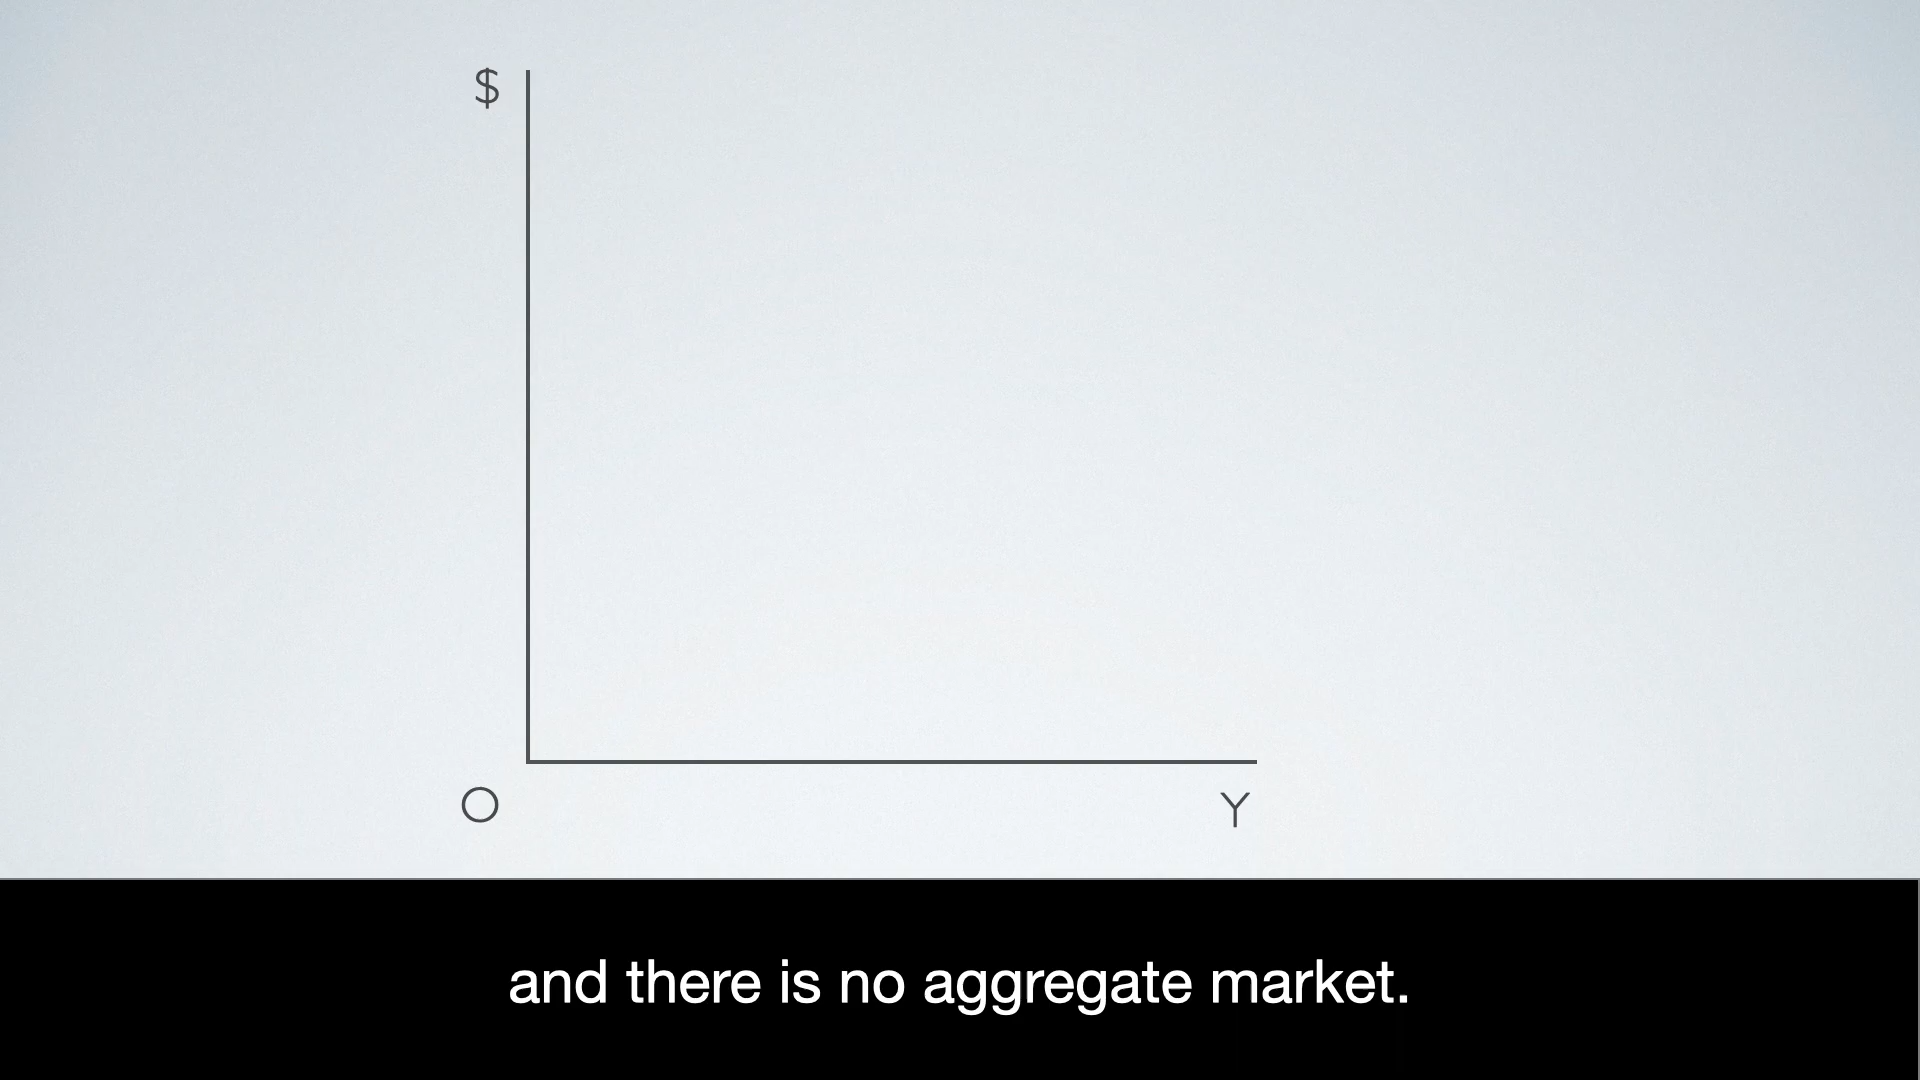 $
O
Y
and there is no aggregate market.